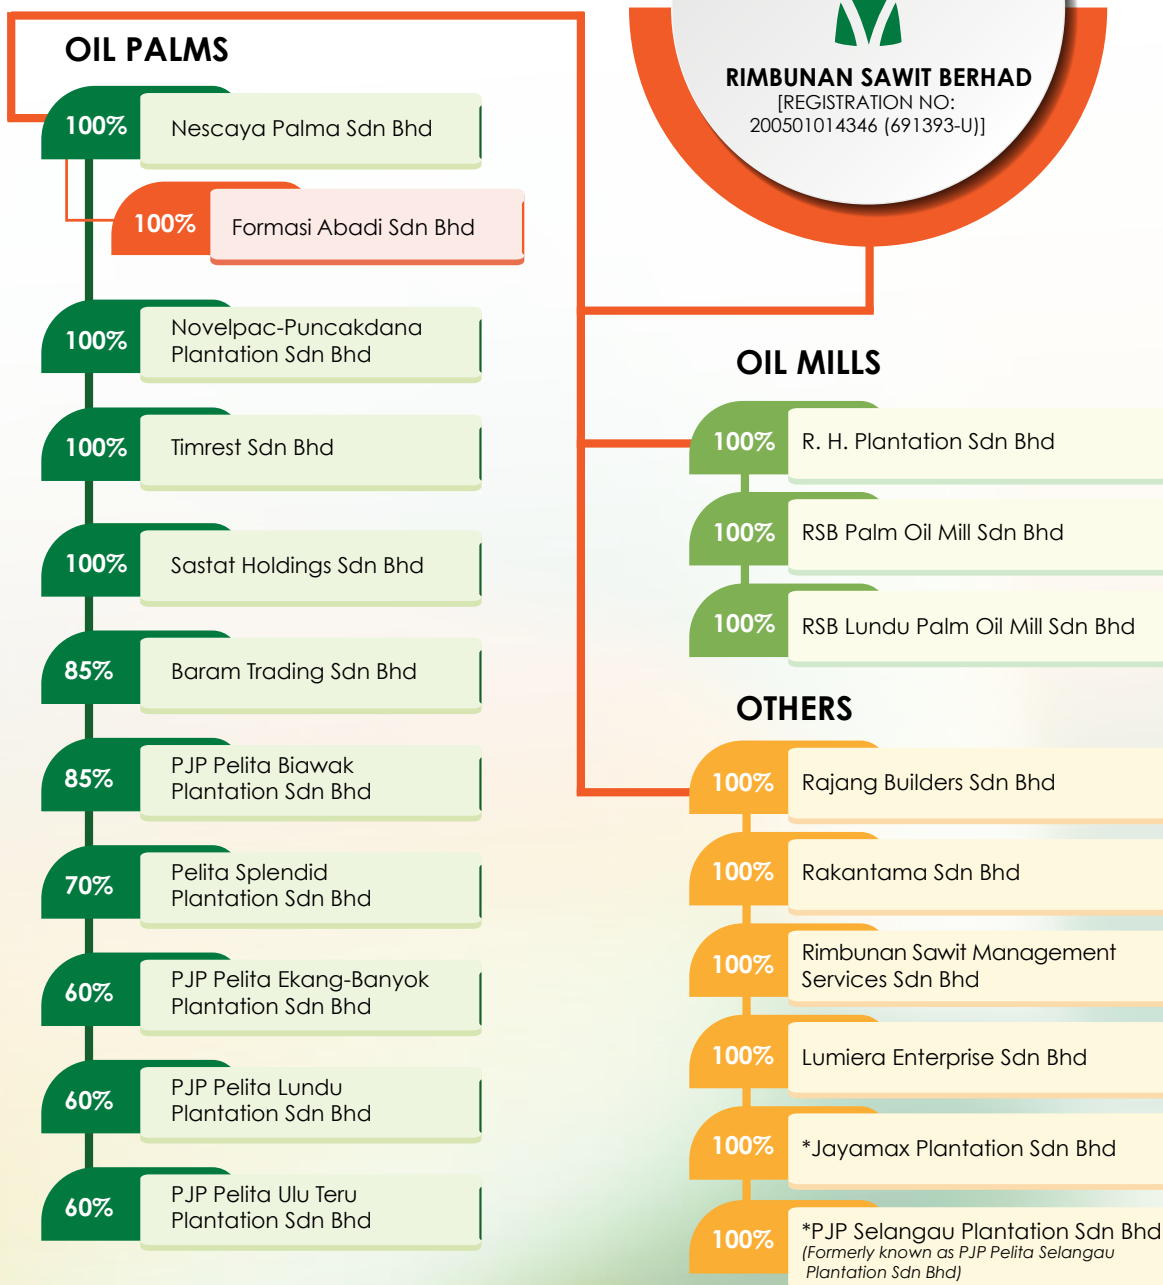 RIMBUNAN SAWIT BERHAD
[REGISTRATION NO:
200501014346 (691393-U)]
OIL PALMS
100%
Nescaya Palma Sdn Bhd
100%
Formasi Abadi Sdn Bhd
100%
Novelpac-Puncakdana
Plantation Sdn Bhd
100%
Timrest Sdn Bhd
100%
Sastat Holdings Sdn Bhd
85%
Baram Trading Sdn Bhd
85%
PJP Pelita Biawak
Plantation Sdn Bhd
70%
Pelita Splendid
Plantation Sdn Bhd
60%
PJP Pelita Ekang-Banyok
Plantation Sdn Bhd
60%
PJP Pelita Lundu
Plantation Sdn Bhd
60%
PJP Pelita Ulu Teru
Plantation Sdn Bhd
OIL MILLS
100%
R. H. Plantation Sdn Bhd
100%
RSB Palm Oil Mill Sdn Bhd
100%
RSB Lundu Palm Oil Mill Sdn Bhd
OTHERS
100%
Rajang Builders Sdn Bhd
100%
Rakantama Sdn Bhd
100%
Rimbunan Sawit Management
Services Sdn Bhd
100%
Lumiera Enterprise Sdn Bhd
100%
*Jayamax Plantation Sdn Bhd
100%
*PJP Selangau Plantation Sdn Bhd
(Formerly known as PJP Pelita Selangau
Plantation Sdn Bhd)